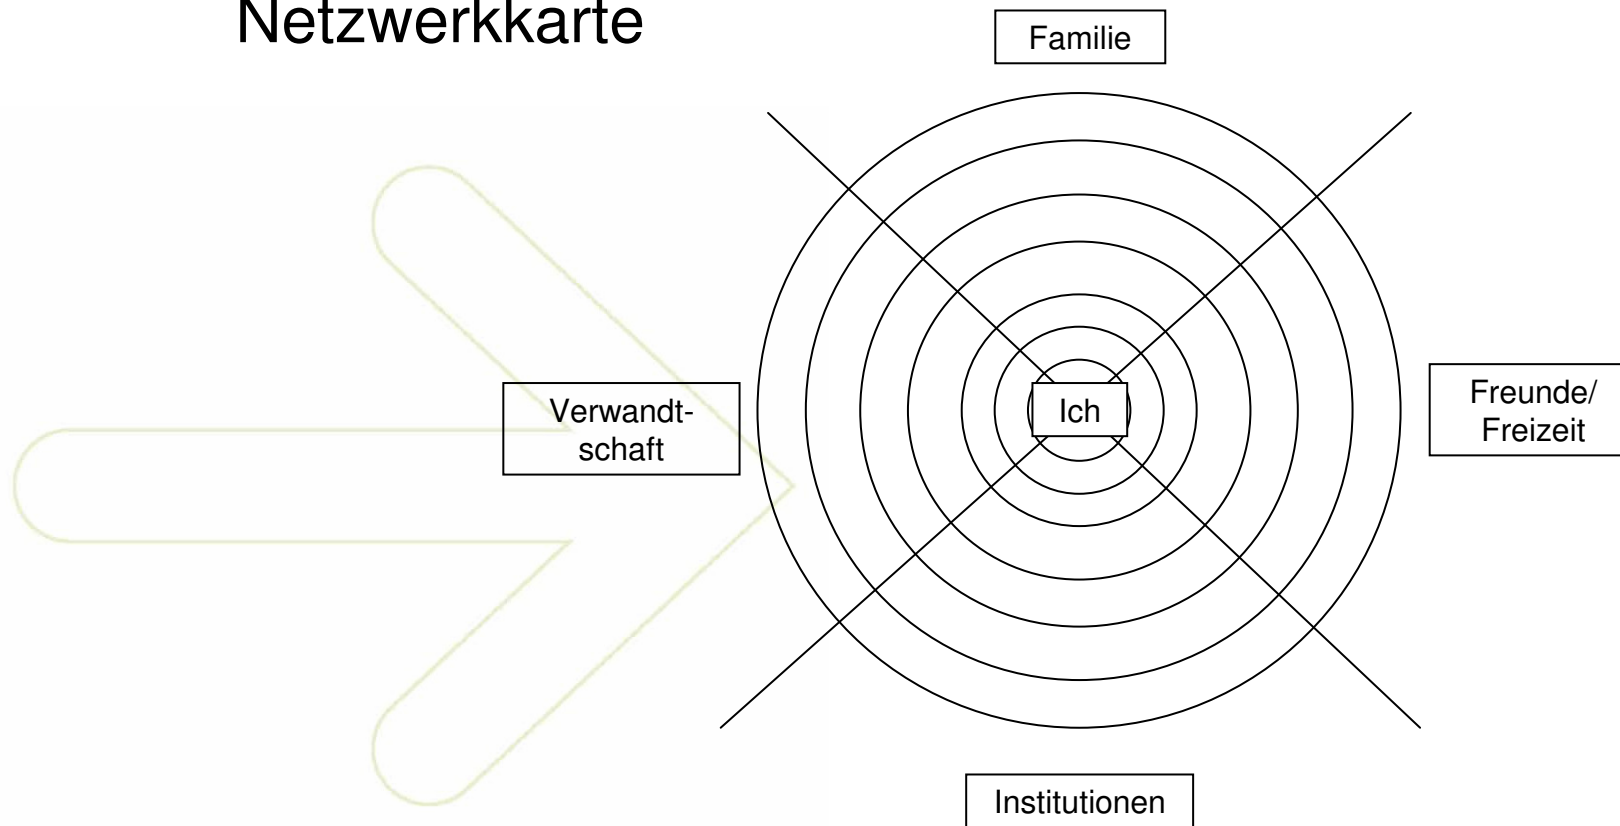 Netzwerkkarte
Familie
Verwandt-
schaft
Ich
Freunde/
Freizeit
Institutionen